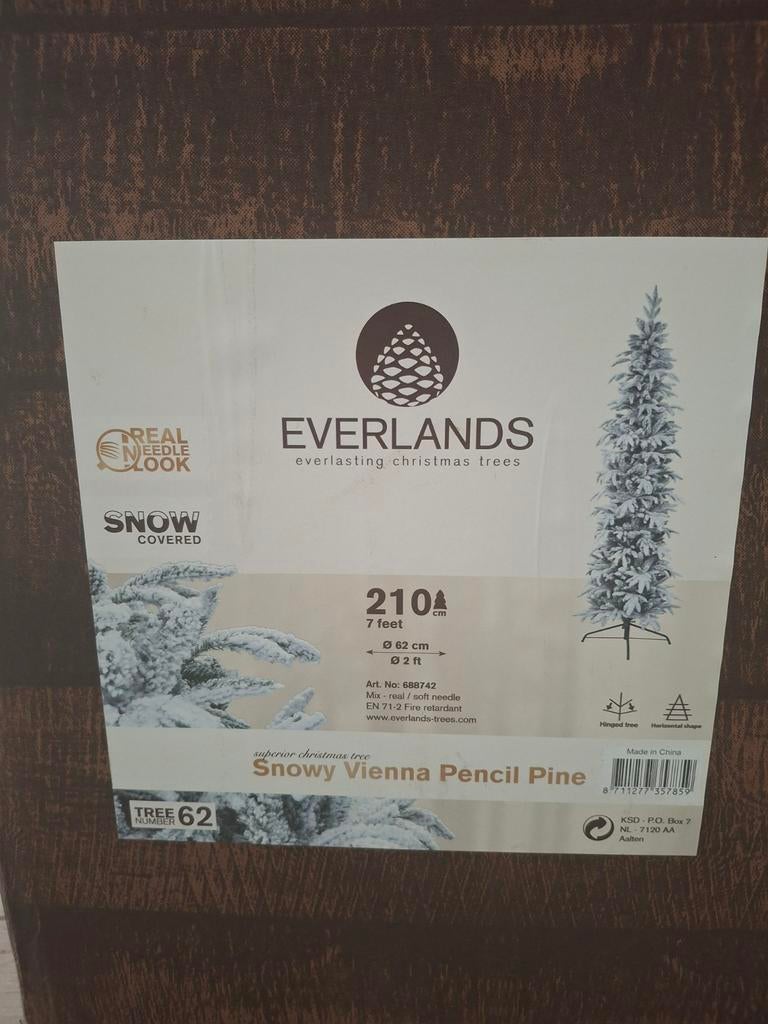 EVERLANDS
everlasting christmas trees
REAL
NEEDLE
LOOK
SNOW
COVERED
210 cm
7 feet
Ø 62 cm
Ø 2 ft
Art. No: 688742
Mix - real / soft needle
EN 71-2 Fire retardant
www.everlands-trees.com
Hinged tree
Horizontal shape
superior christmas tree
Snowy Vienna Pencil Pine
Made in China
8 711277 357859
TREE
NUMBER 62
KSD - P.O. Box 7
NL - 7120 AA
Aalten